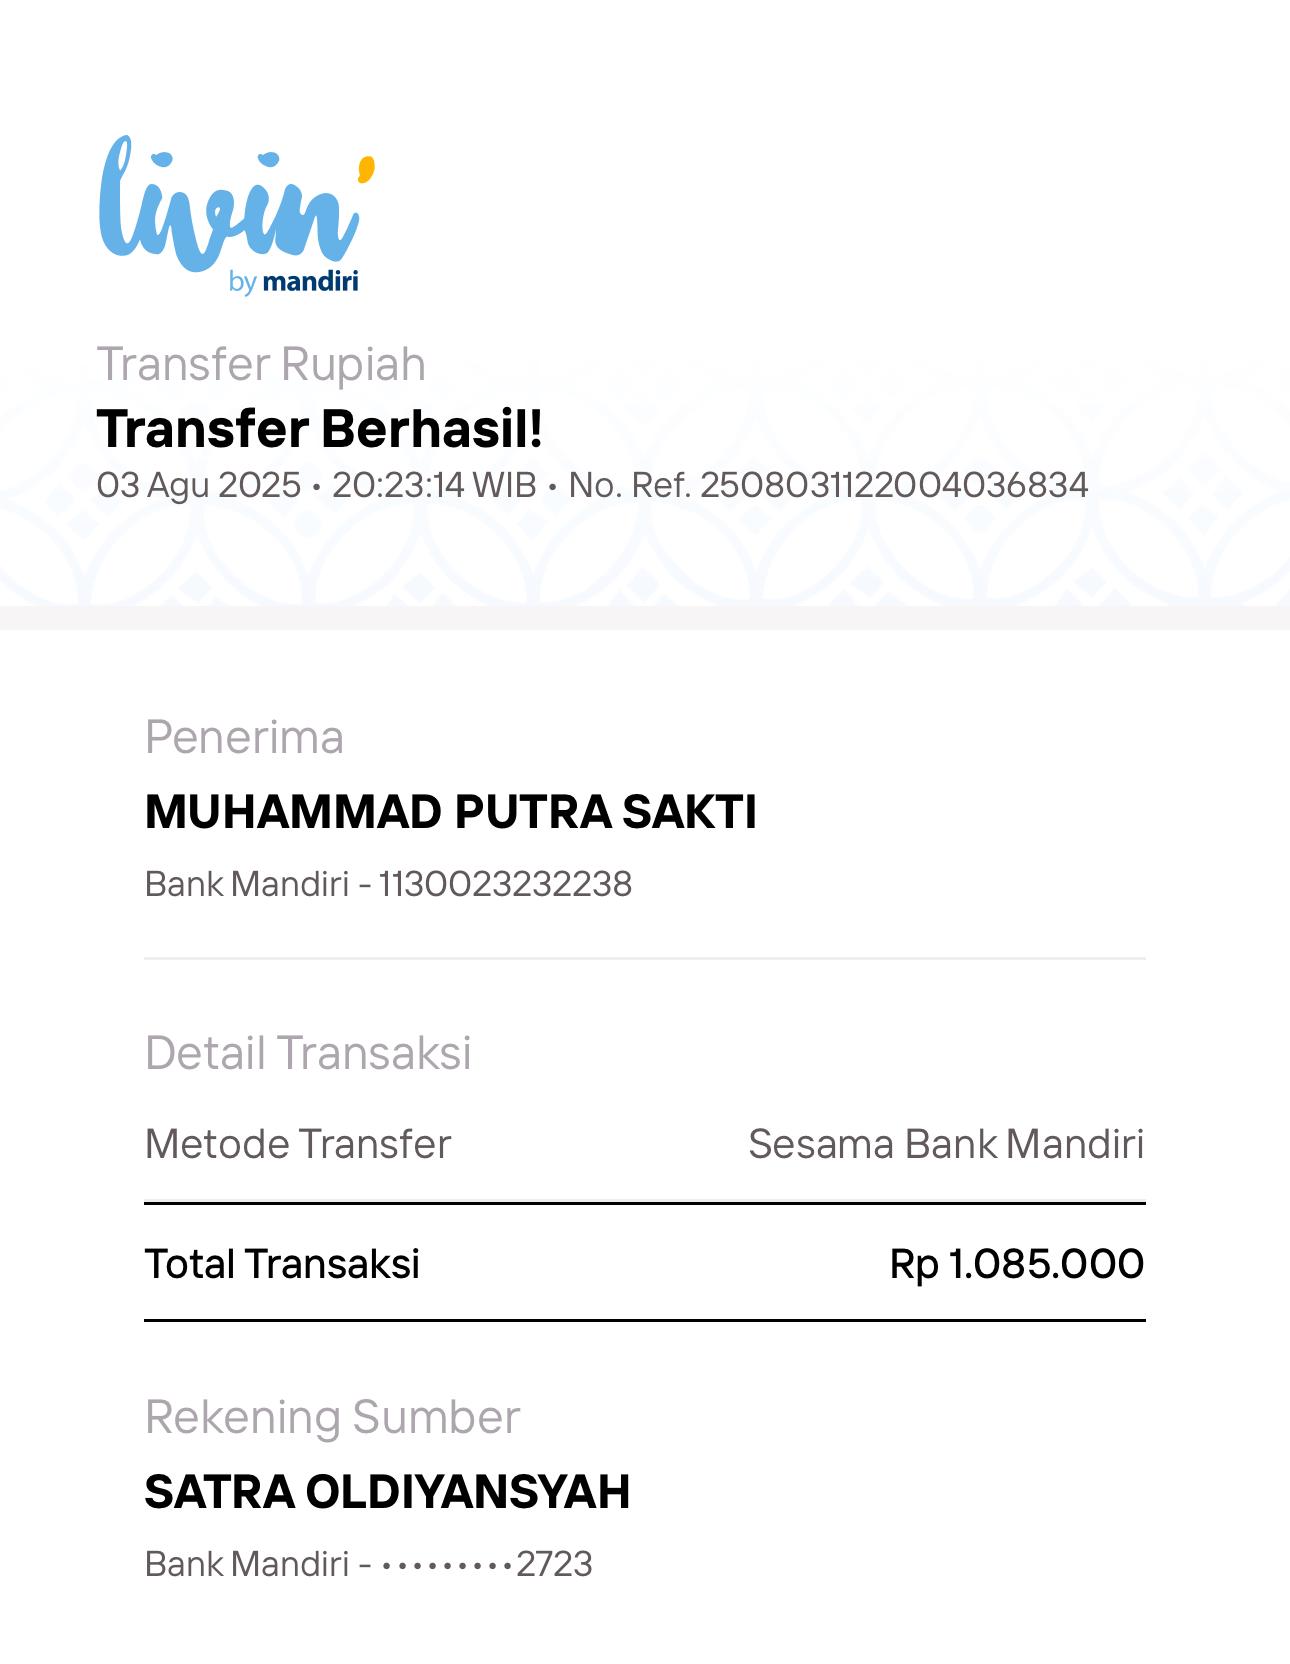 livin'
by mandiri
Transfer Rupiah
Transfer Berhasil!
03 Agu 2025 • 20:23:14 WIB • No. Ref. 2508031122004036834
Penerima
MUHAMMAD PUTRA SAKTI
Bank Mandiri - 1130023232238
Detail Transaksi
Metode Transfer Sesama Bank Mandiri
Total Transaksi Rp 1.085.000
Rekening Sumber
SATRA OLDIYANSYAH
Bank Mandiri - •••••••••2723